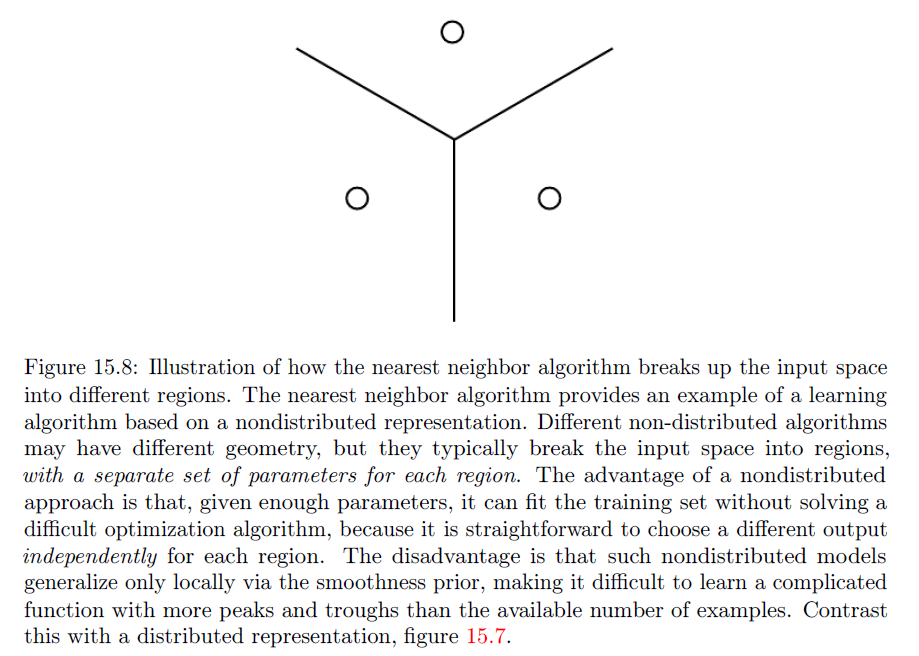 Figure 15.8: Illustration of how the nearest neighbor algorithm breaks up the input space
into different regions. The nearest neighbor algorithm provides an example of a learning
algorithm based on a nondistributed representation. Different non-distributed algorithms
may have different geometry, but they typically break the input space into regions,
with a separate set of parameters for each region. The advantage of a nondistributed
approach is that, given enough parameters, it can fit the training set without solving a
difficult optimization algorithm, because it is straightforward to choose a different output
independently for each region. The disadvantage is that such nondistributed models
generalize only locally via the smoothness prior, making it difficult to learn a complicated
function with more peaks and troughs than the available number of examples. Contrast
this with a distributed representation, figure 15.7.